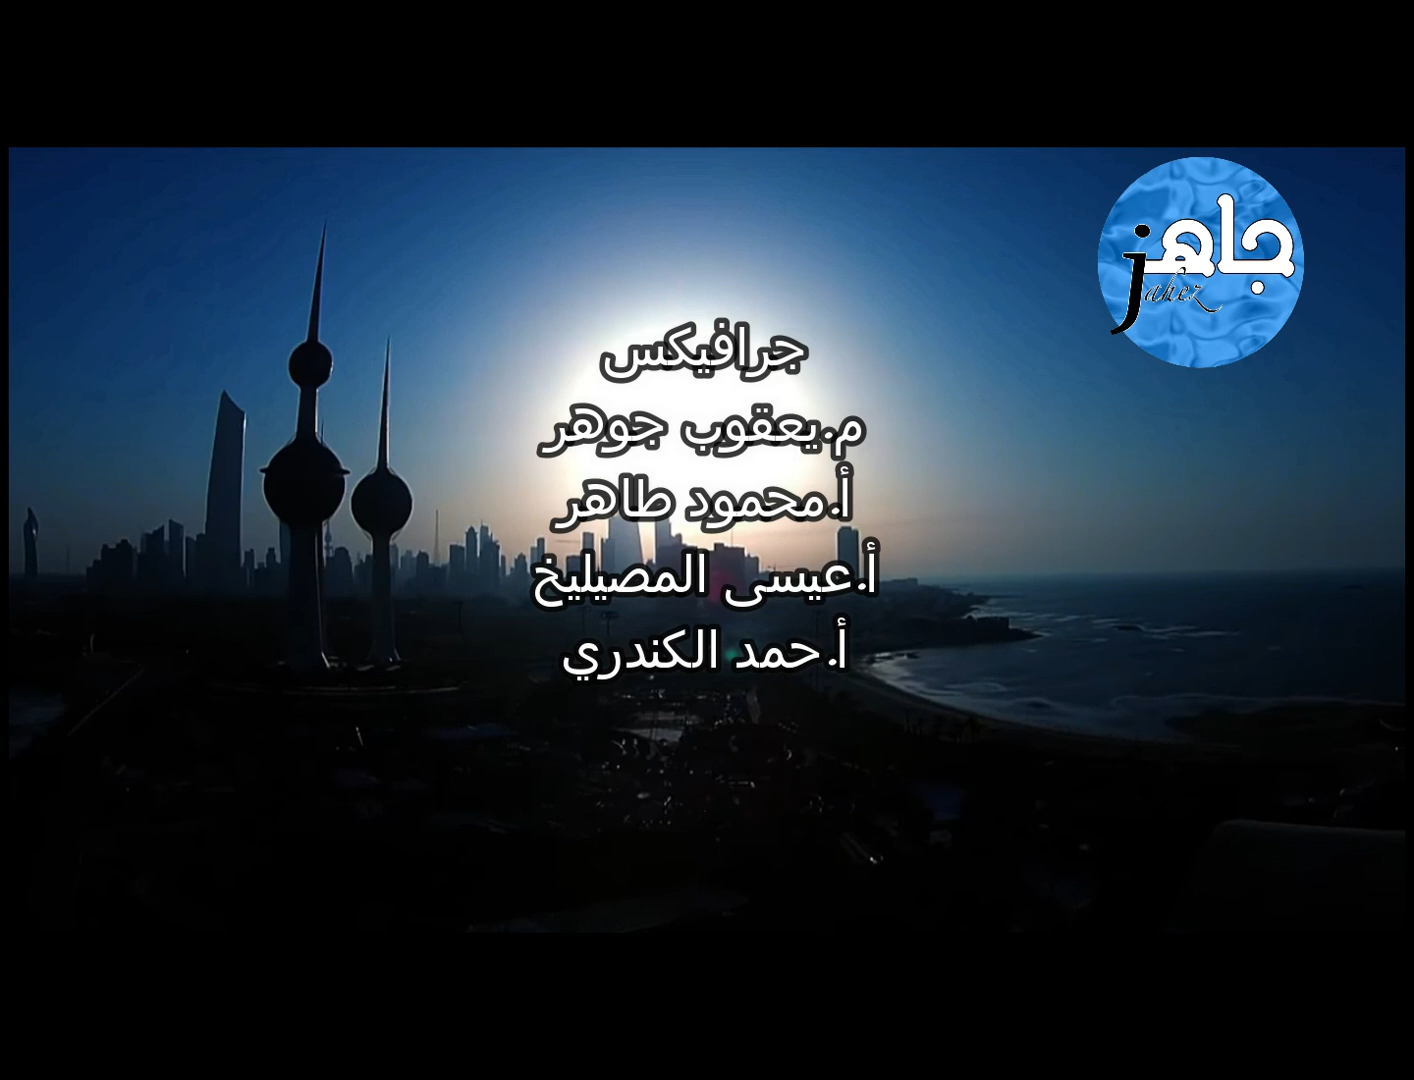 جاهز
jahez
جرافيكس
م.يعقوب جوهر
أ.محمود طاهر
أ.عيسى المصيليخ
أ.حمد الكندري